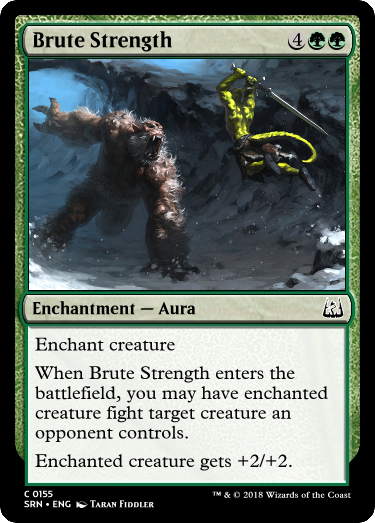 Brute Strength 4
Enchantment — Aura
Enchant creature
When Brute Strength enters the
battlefield, you may have enchanted
creature fight target creature an
opponent controls.
Enchanted creature gets +2/+2.
C 0155
SRN • ENG Taran Fiddler
™ & © 2018 Wizards of the Coast